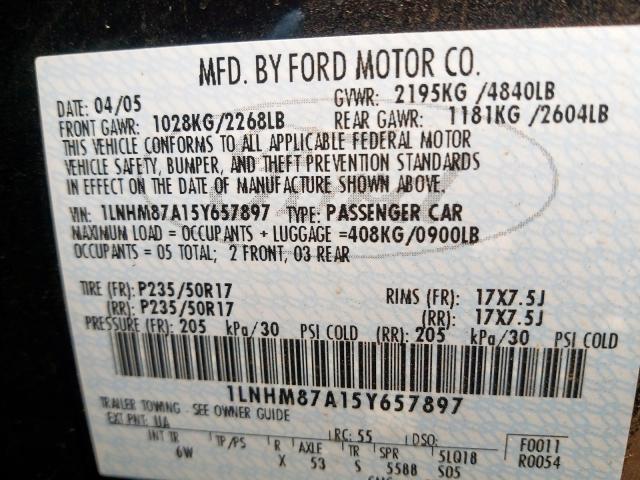 MFD. BY FORD MOTOR CO.
DATE: 04/05 GVWR: 2195KG /4840LB
FRONT GAWR: 1028KG/2268LB REAR GAWR: 1181KG /2604LB
THIS VEHICLE CONFORMS TO ALL APPLICABLE FEDERAL MOTOR
VEHICLE SAFETY, BUMPER, AND THEFT PREVENTION STANDARDS
IN EFFECT ON THE DATE OF MANUFACTURE SHOWN ABOVE.
VIN: 1LNHM87A15Y657897 TYPE: PASSENGER CAR
MAXIMUM LOAD = OCCUPANTS + LUGGAGE =408KG/0900LB
OCCUPANTS = 05 TOTAL; 2 FRONT, 03 REAR
TIRE (FR): P235/50R17 RIMS (FR): 17X7.5J
(RR): P235/50R17 (RR): 17X7.5J
PRESSURE (FR): 205 kPa/30 PSI COLD (RR): 205 kPa/30 PSI COLD
1LNHM87A15Y657897
TRAILER TOWING - SEE OWNER GUIDE
EXT PNT: UA RC: 55 DSO: F0011
INT TR TP/PS R AXLE TR SPR 5LQ18 R0054
6W X 53 S 5588 S05